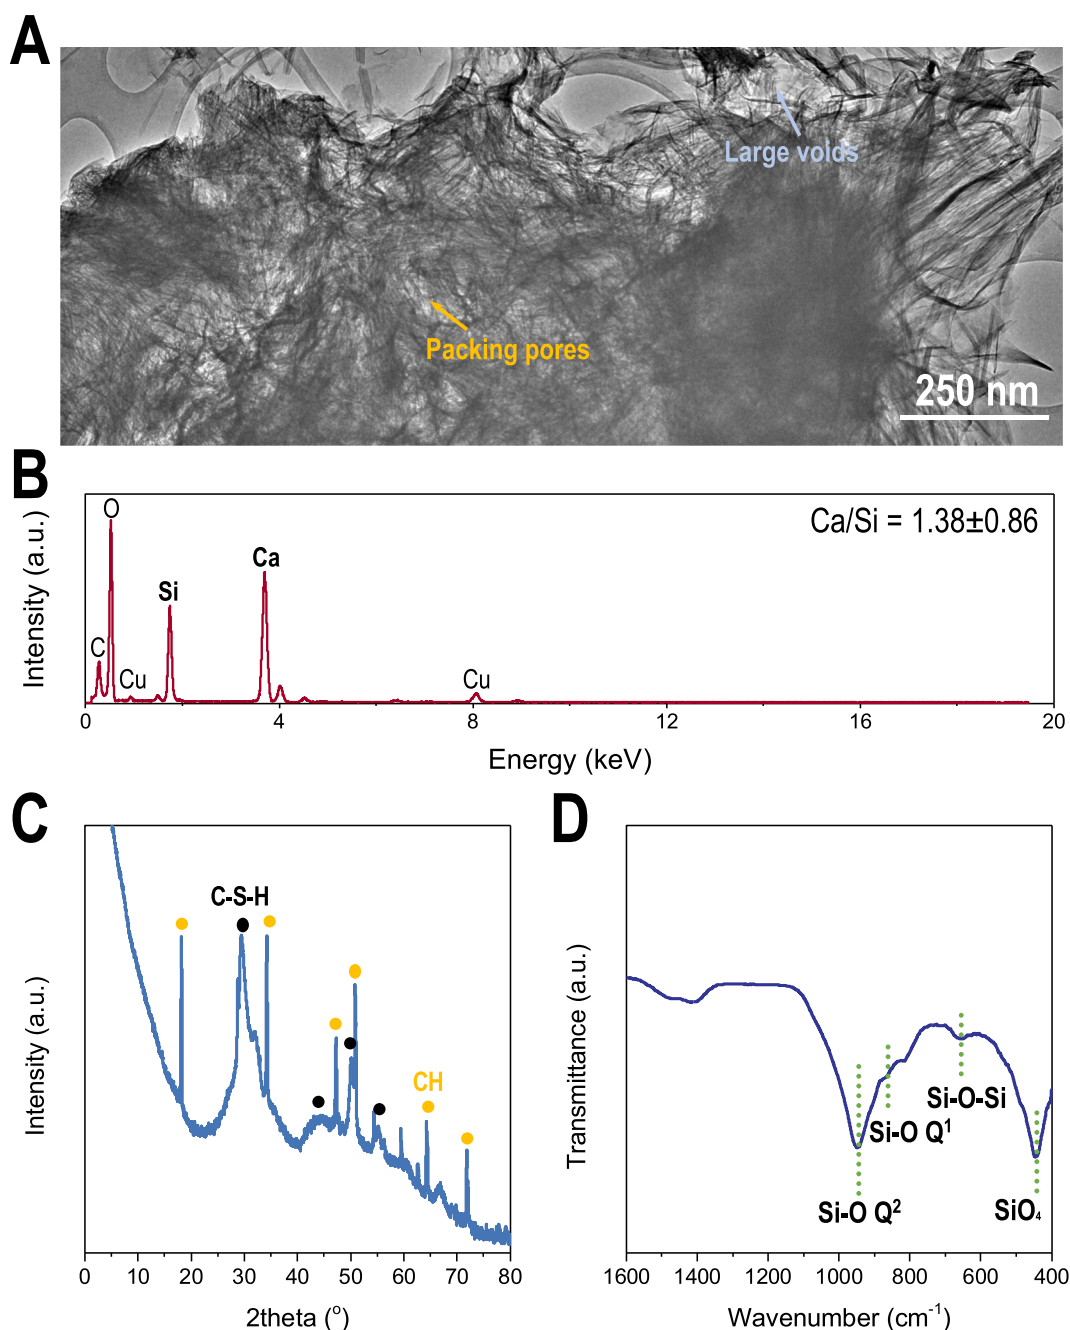 A
Large voids
Packing pores
250 nm
B
Intensity (a.u.)
Ca/Si = 1.38±0.86
O
Ca
Si
C
Cu
Cu
0 4 8 12 16 20
Energy (keV)
C
Intensity (a.u.)
C-S-H
CH
0 10 20 30 40 50 60 70 80
2theta (°)
D
Transmittance (a.u.)
Si-O-Si
Si-O Q¹
Si-O Q²
SiO₄
1600 1400 1200 1000 800 600 400
Wavenumber (cm⁻¹)